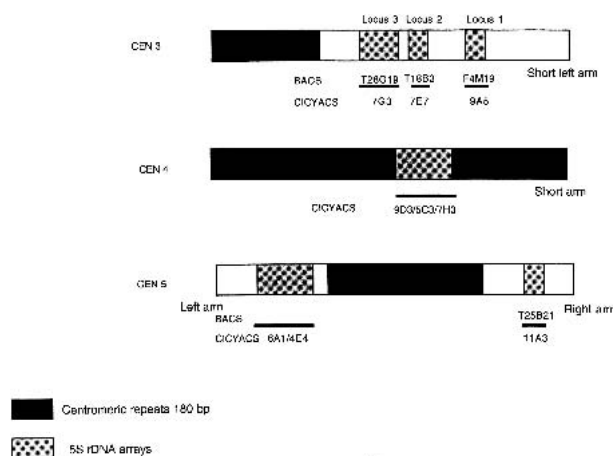 Locus 3 Locus 2 Locus 1
CEN 3
Short left arm
BACS T26G19 T18B3 F4M19
CICYACS 7G3 7E7 9A6
CEN 4
Short arm
CICYACS 9D3/5C3/7H3
CEN 5
Left arm Right arm
BACS T25B21
CICYACS 6A1/4E4 11A3
Centromeric repeats 180 bp
5S rDNA arrays